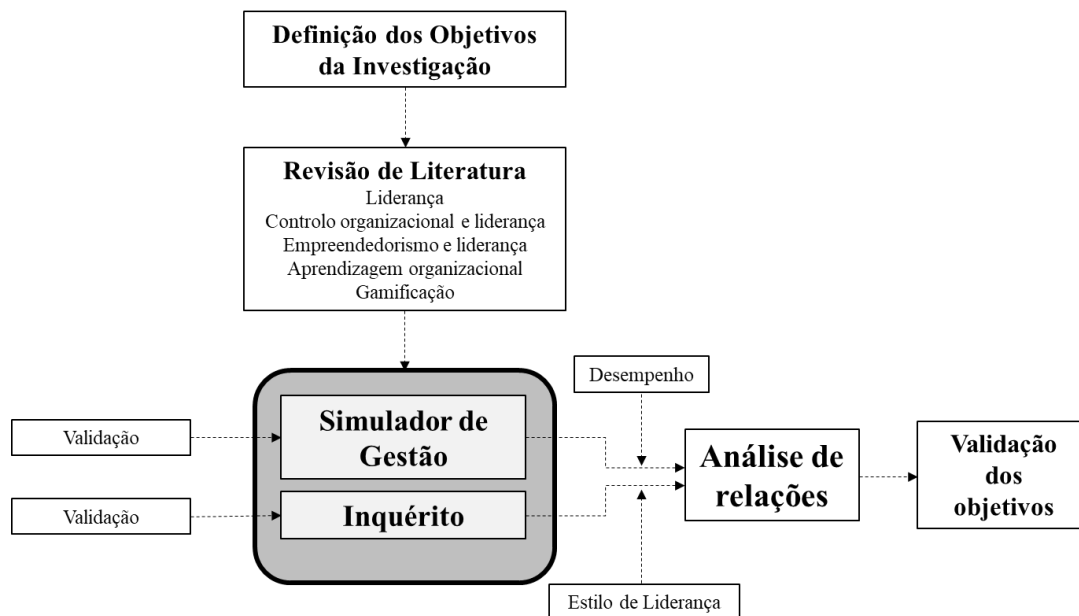 Definição dos Objetivos
da Investigação
Revisão de Literatura
Liderança
Controlo organizacional e liderança
Empreendedorismo e liderança
Aprendizagem organizacional
Gamificação
Desempenho
Validação
Simulador de
Gestão
Análise de
relações
Validação
dos
objetivos
Validação
Inquérito
Estilo de Liderança